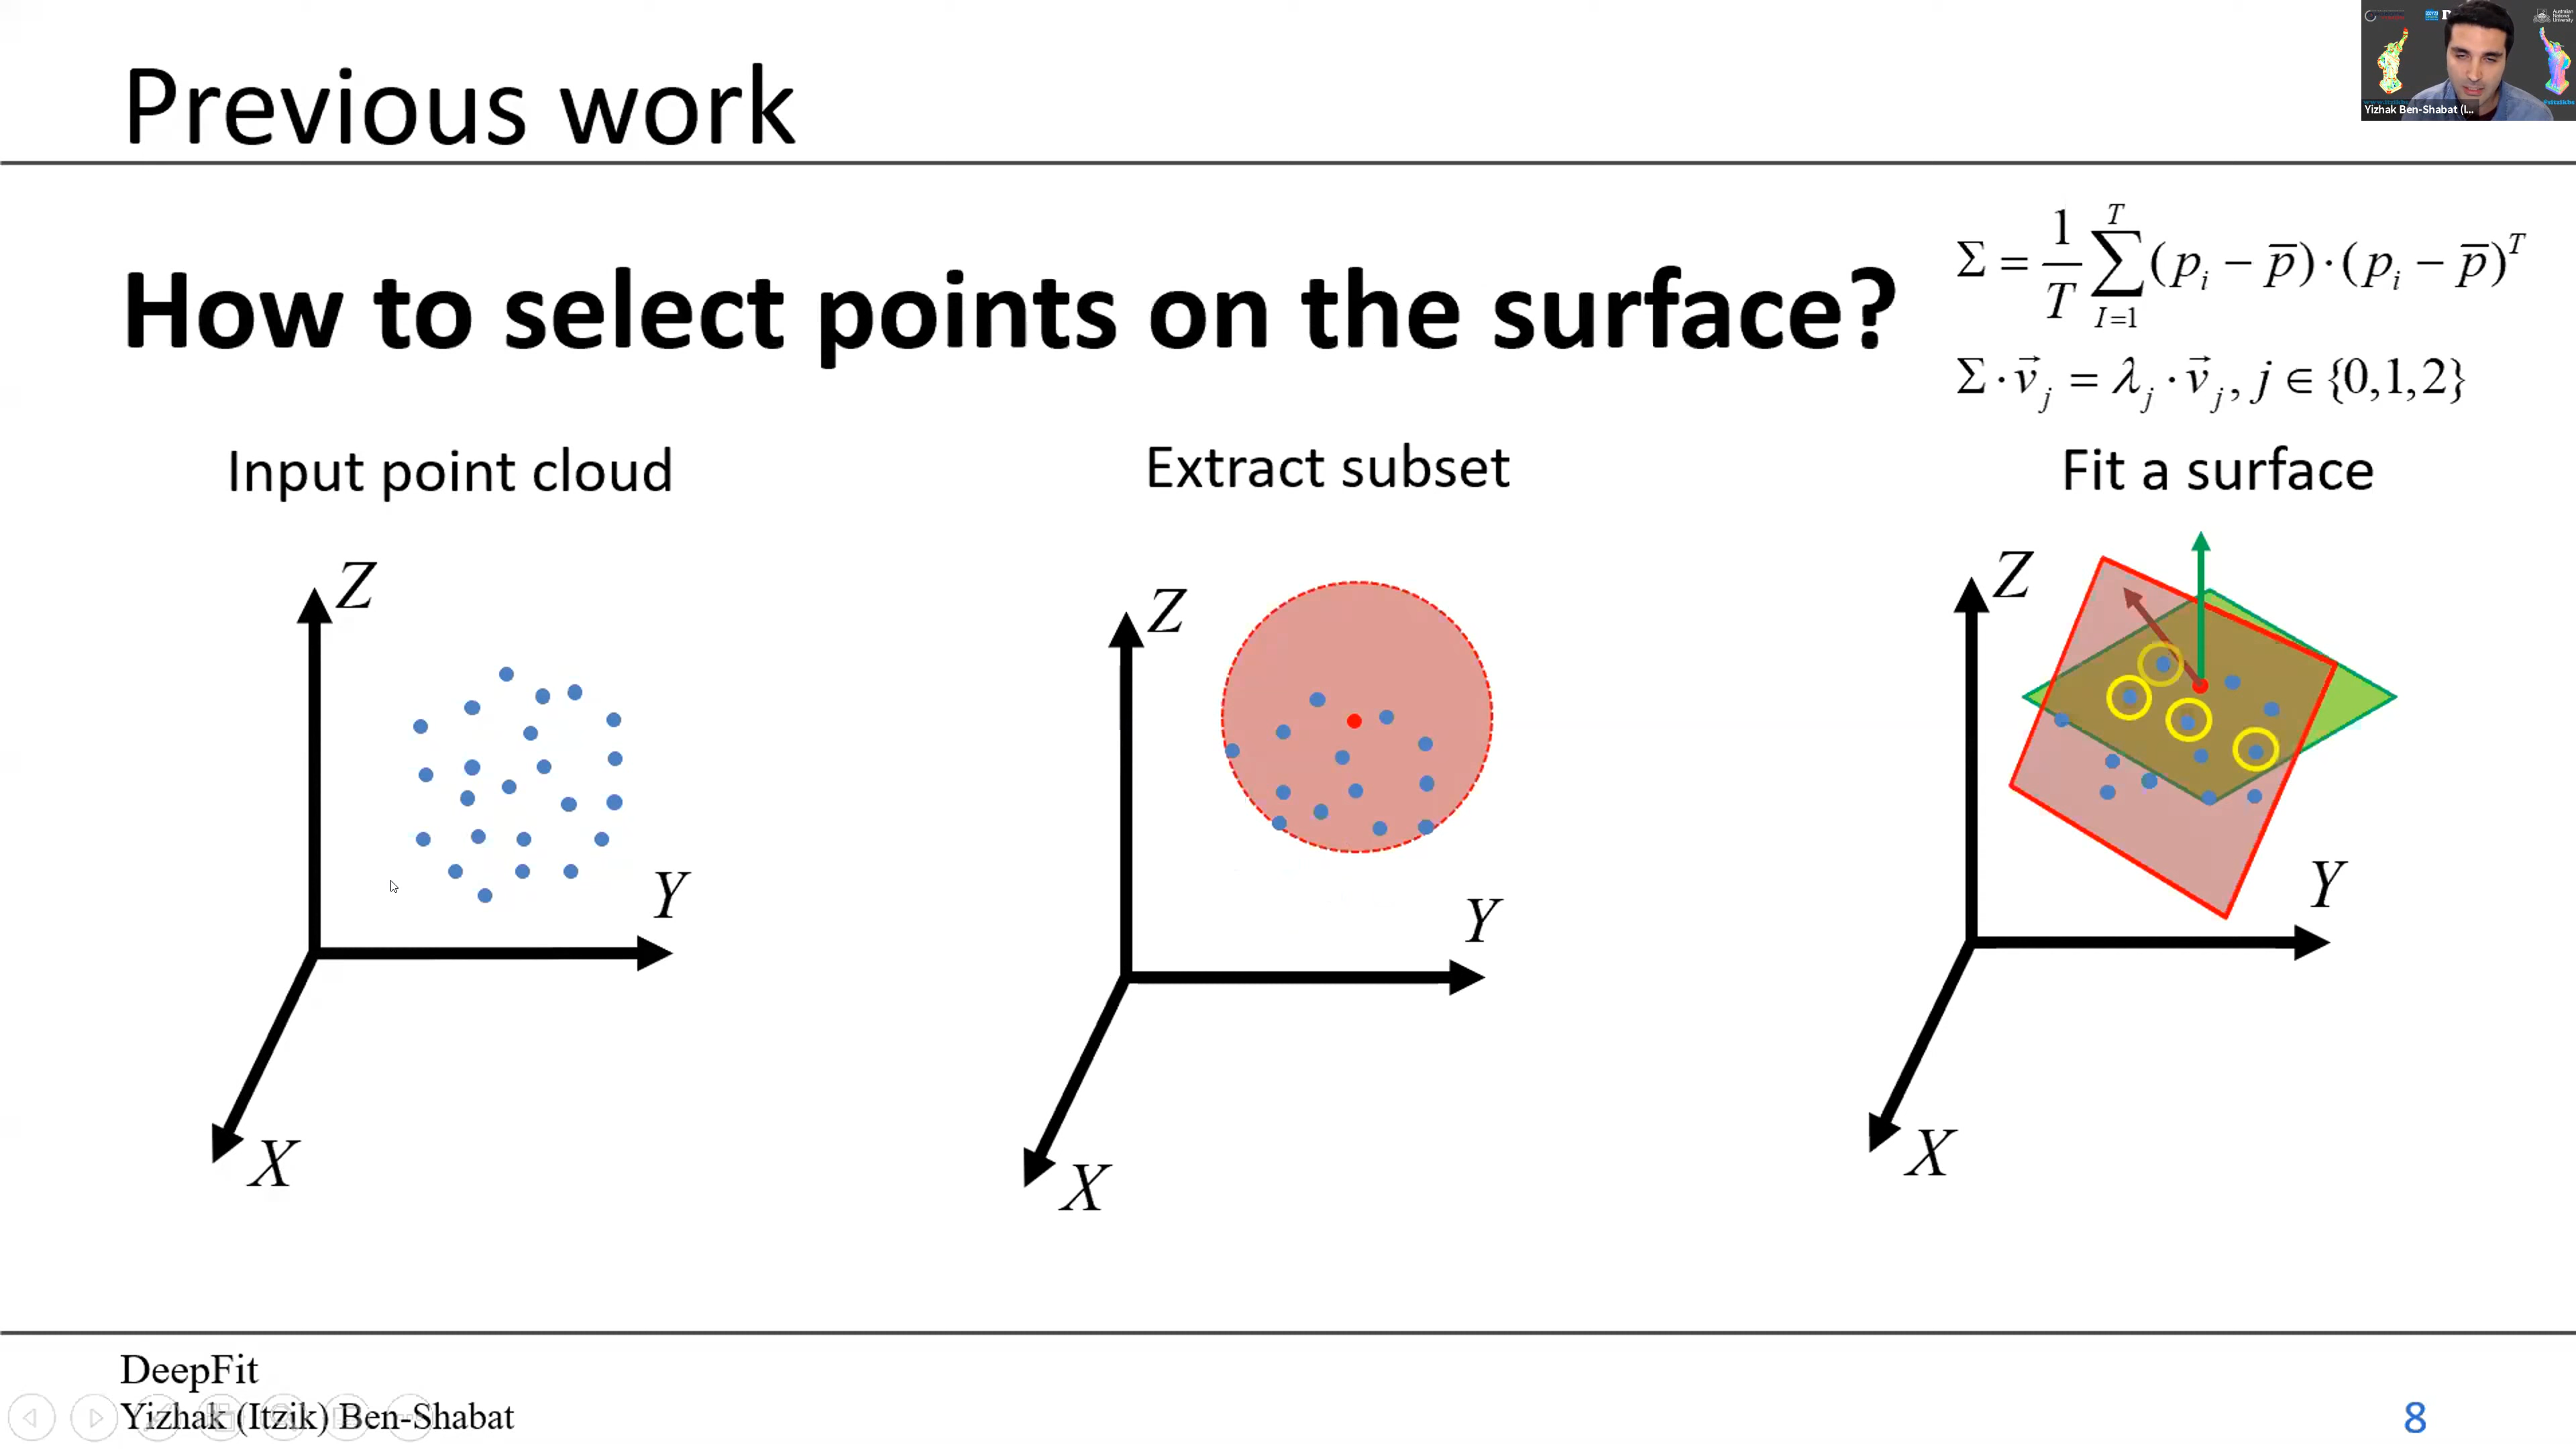 Previous work
Yizhak Ben-Shabat (I...
How to select points on the surface?
Σ = 1/T ∑_{I=1}^{T} (p_i − p̅)·(p_i − p̅)^T
Σ·v⃗_j = λ_j·v⃗_j, j ∈ {0,1,2}
Input point cloud
Extract subset
Fit a surface
Z
Y
X
Z
Y
X
Z
Y
X
DeepFit
Yizhak (Itzik) Ben-Shabat
8